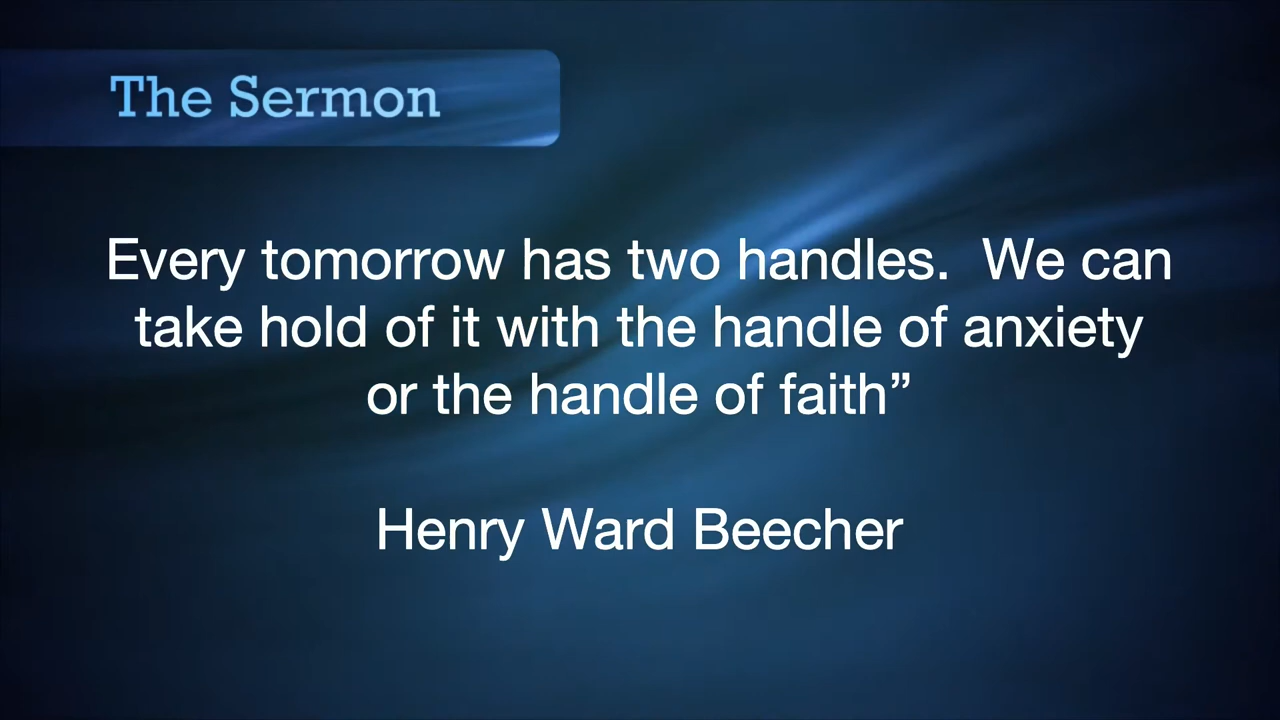 The Sermon
Every tomorrow has two handles.  We can
take hold of it with the handle of anxiety
or the handle of faith”
Henry Ward Beecher